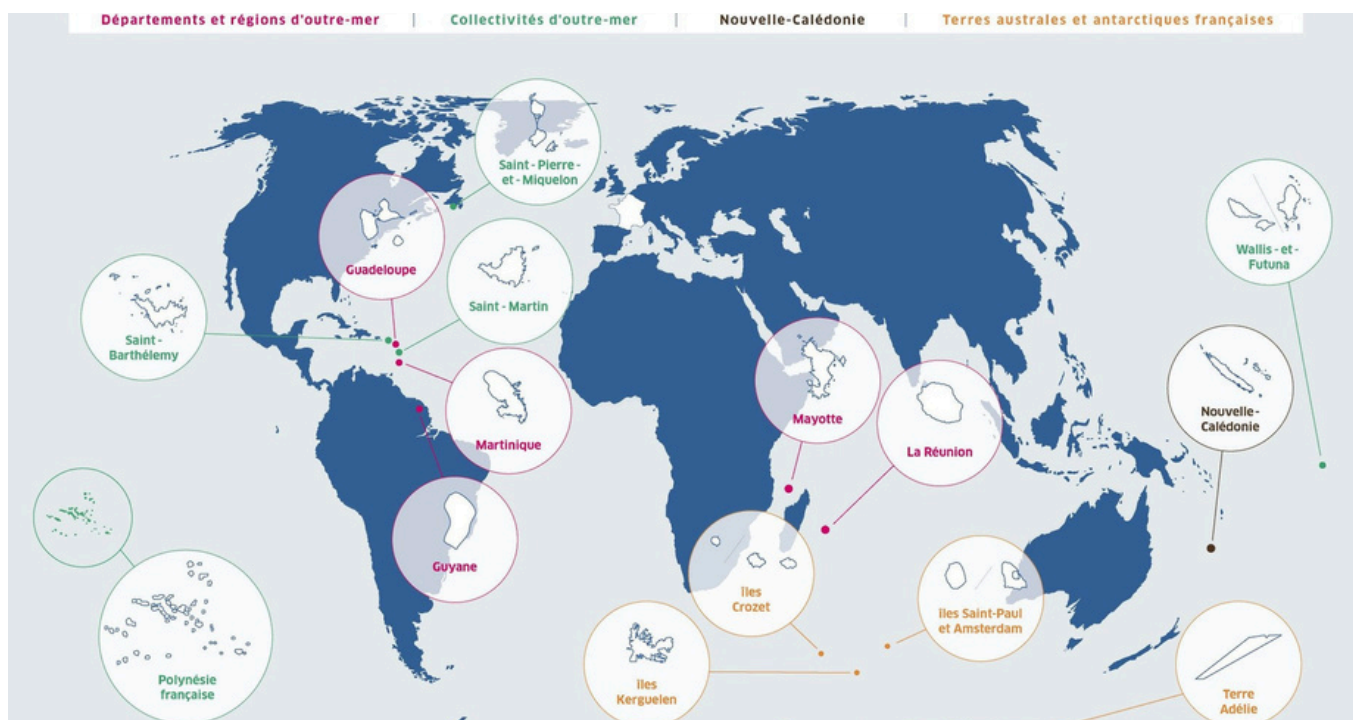 Départements et régions d'outre-mer
Collectivités d'outre-mer
Nouvelle-Calédonie
Terres australes et antarctiques françaises
Saint - Pierre -
et - Miquelon
Guadeloupe
Saint - Martin
Saint -
Barthélemy
Martinique
Guyane
Mayotte
La Réunion
Wallis - et -
Futuna
Nouvelle-
Calédonie
Polynésie
française
îles
Crozet
îles
Kerguelen
îles Saint-Paul
et Amsterdam
Terre
Adélie